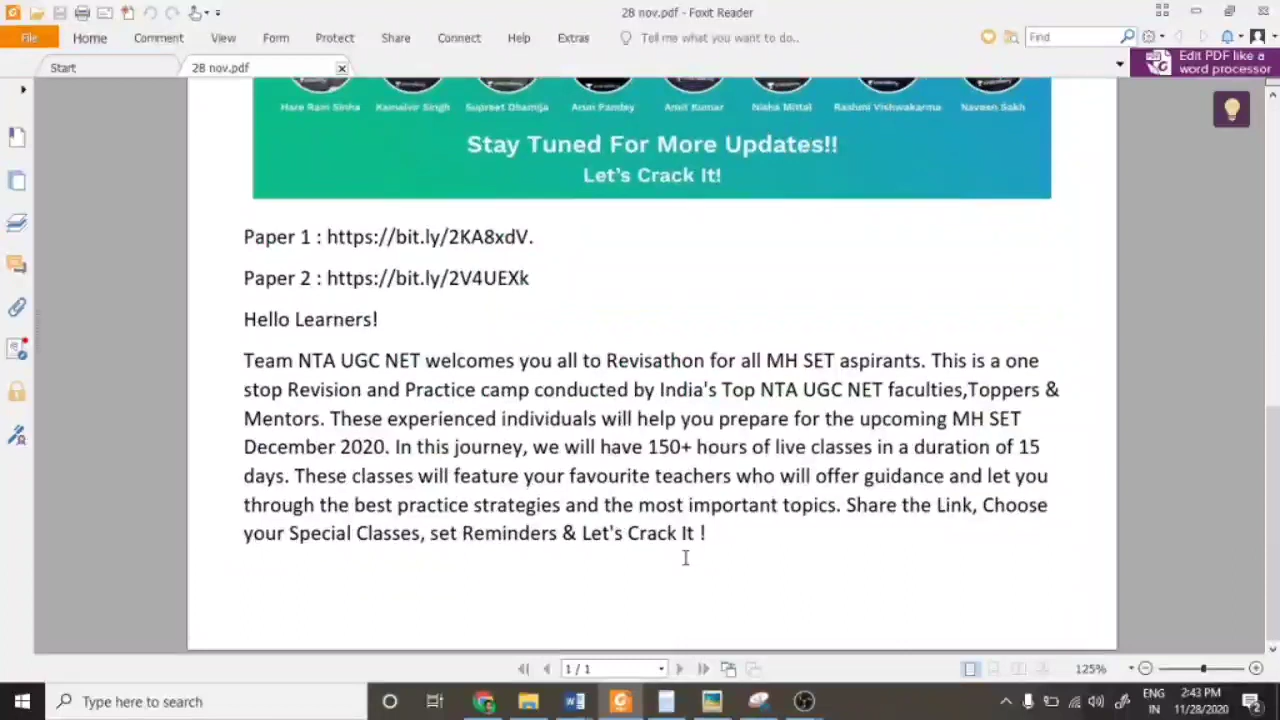 28 nov.pdf - Foxit Reader
File Home Comment View Form Protect Share Connect Help Extras Tell me what you want to do.. Find
Start 28 nov.pdf
Edit PDF like a
word processor
Hare Ram Sinha Kamalvir Singh Supreet Dhamija Arun Pandey Amit Kumar Nisha Mittal Rashmi Vishwakarma Naveen Sakh
Stay Tuned For More Updates!!
Let's Crack It!
Paper 1 : https://bit.ly/2KA8xdV.
Paper 2 : https://bit.ly/2V4UEXk
Hello Learners!
Team NTA UGC NET welcomes you all to Revisathon for all MH SET aspirants. This is a one
stop Revision and Practice camp conducted by India's Top NTA UGC NET faculties,Toppers &
Mentors. These experienced individuals will help you prepare for the upcoming MH SET
December 2020. In this journey, we will have 150+ hours of live classes in a duration of 15
days. These classes will feature your favourite teachers who will offer guidance and let you
through the best practice strategies and the most important topics. Share the Link, Choose
your Special Classes, set Reminders & Let's Crack It !
1 / 1 125%
Type here to search
ENG 2:43 PM
IN 11/28/2020 2